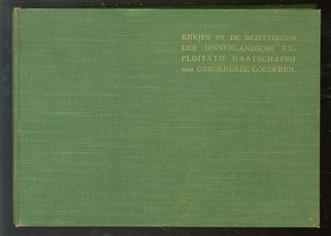 KIJKJES IN DE BEZITTINGEN
DER BINNENLANDSCHE EX-
PLOITATIE-MAATSCHAPPIJ
VAN ONROERENDE GOEDEREN.